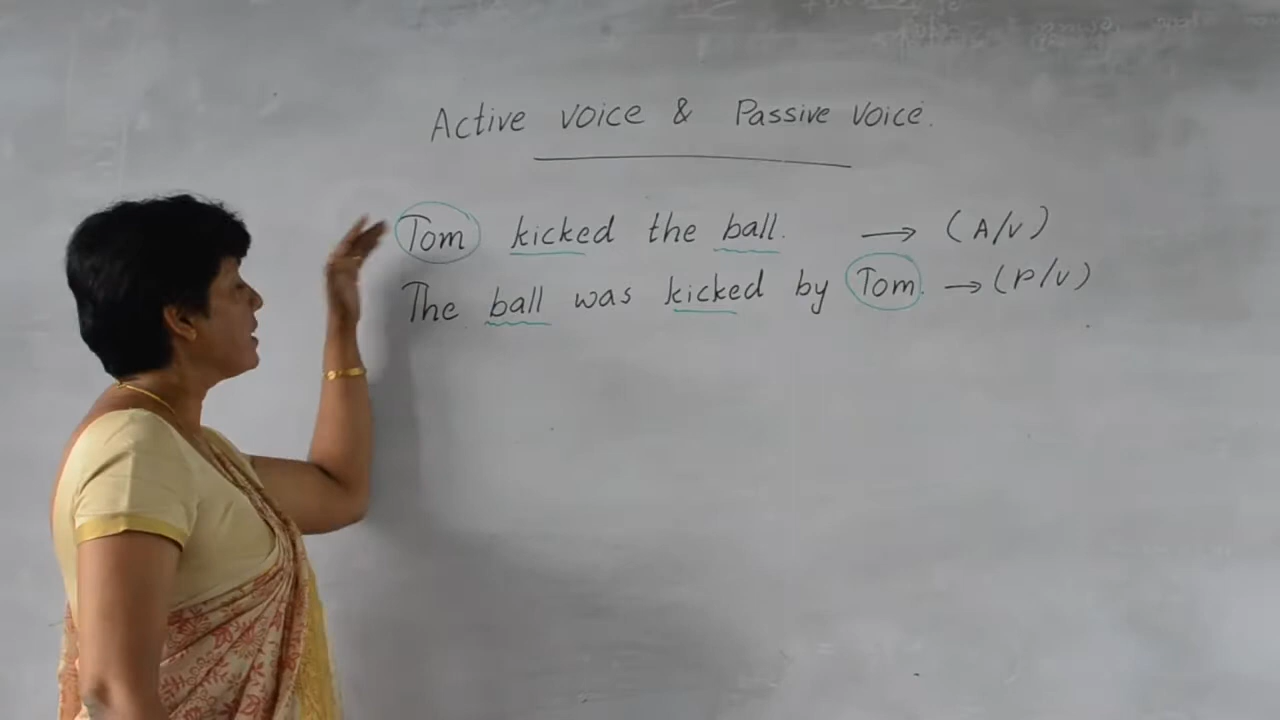 Active voice & Passive voice.
Tom kicked the ball. → (A/v)
The ball was kicked by Tom. → (P/v)